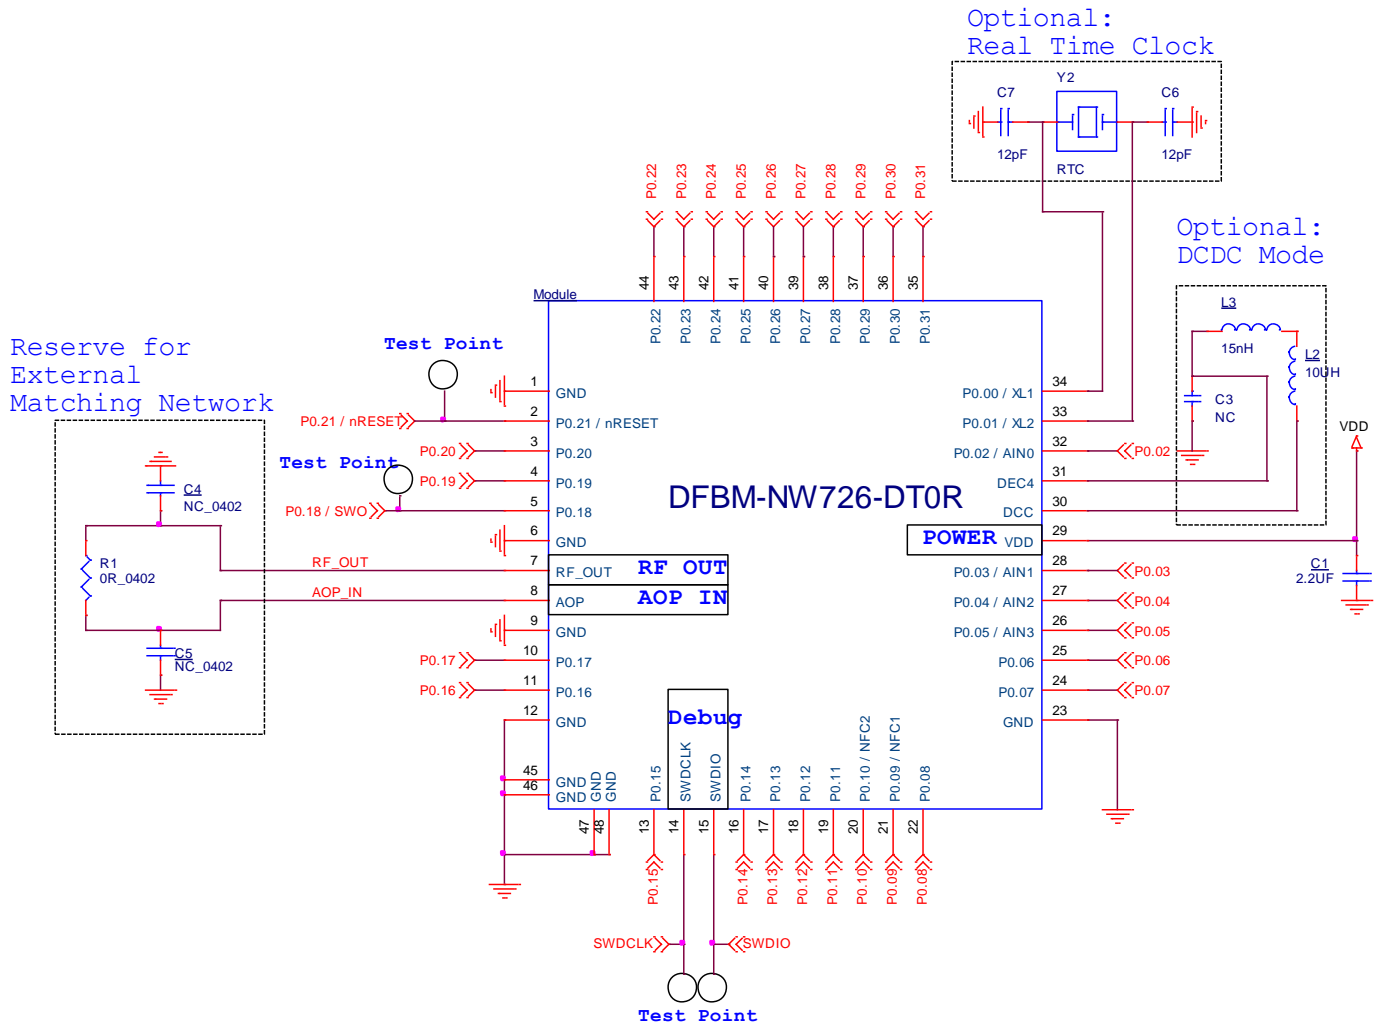 Optional:
Real Time Clock
C7
Y2
C6
12pF
RTC
12pF
P0.22
P0.23
P0.24
P0.25
P0.26
P0.27
P0.28
P0.29
P0.30
P0.31
Optional:
DCDC Mode
L3
15nH
L2
10UH
C3
NC
VDD
C1
2.2UF
44
43
42
41
40
39
38
37
36
35
Module
P0.22
P0.23
P0.24
P0.25
P0.26
P0.27
P0.28
P0.29
P0.30
P0.31
Test Point
Reserve for
External
Matching Network
C4
NC_0402
R1
0R_0402
C5
NC_0402
RF_OUT
AOP_IN
Test Point
P0.21 / nRESET
P0.20
P0.19
P0.18 / SWO
P0.17
P0.16
1
GND
2
P0.21 / nRESET
3
P0.20
4
P0.19
5
P0.18
6
GND
7
RF_OUT
RF OUT
8
AOP
AOP IN
9
GND
10
P0.17
11
P0.16
12
GND
45
GND
46
GND
DFBM-NW726-DT0R
P0.00 / XL1
34
P0.01 / XL2
33
P0.02 / AIN0
32
P0.02
DEC4
31
DCC
30
POWER
VDD
29
P0.03 / AIN1
28
P0.03
P0.04 / AIN2
27
P0.04
P0.05 / AIN3
26
P0.05
P0.06
25
P0.06
P0.07
24
P0.07
GND
23
Debug
GND
GND
P0.15
SWDCLK
SWDIO
P0.14
P0.13
P0.12
P0.11
P0.10 / NFC2
P0.09 / NFC1
P0.08
47
48
13
14
15
16
17
18
19
20
21
22
P0.15
P0.14
P0.13
P0.12
P0.11
P0.10
P0.09
P0.08
SWDCLK
SWDIO
Test Point